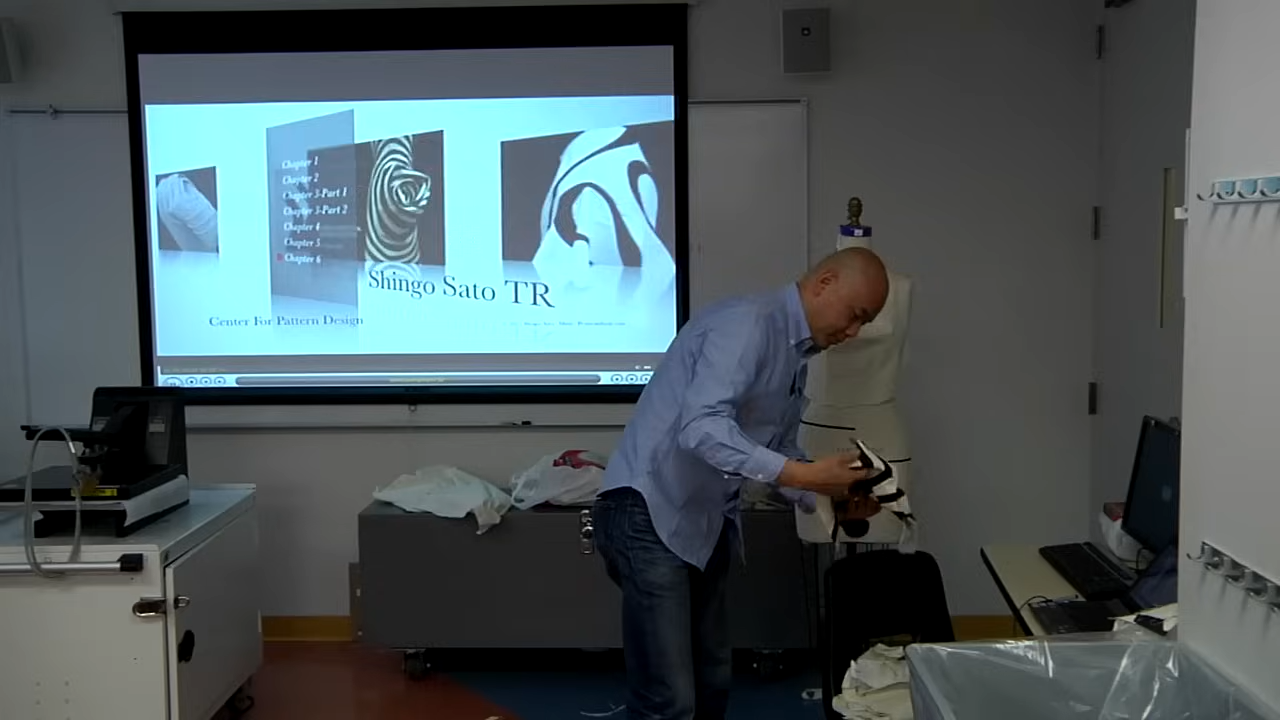 Chapter 1
Chapter 2
Chapter 3-Part 1
Chapter 3-Part 2
Chapter 4
Chapter 5
Chapter 6
Shingo Sato TR
Center For Pattern Design